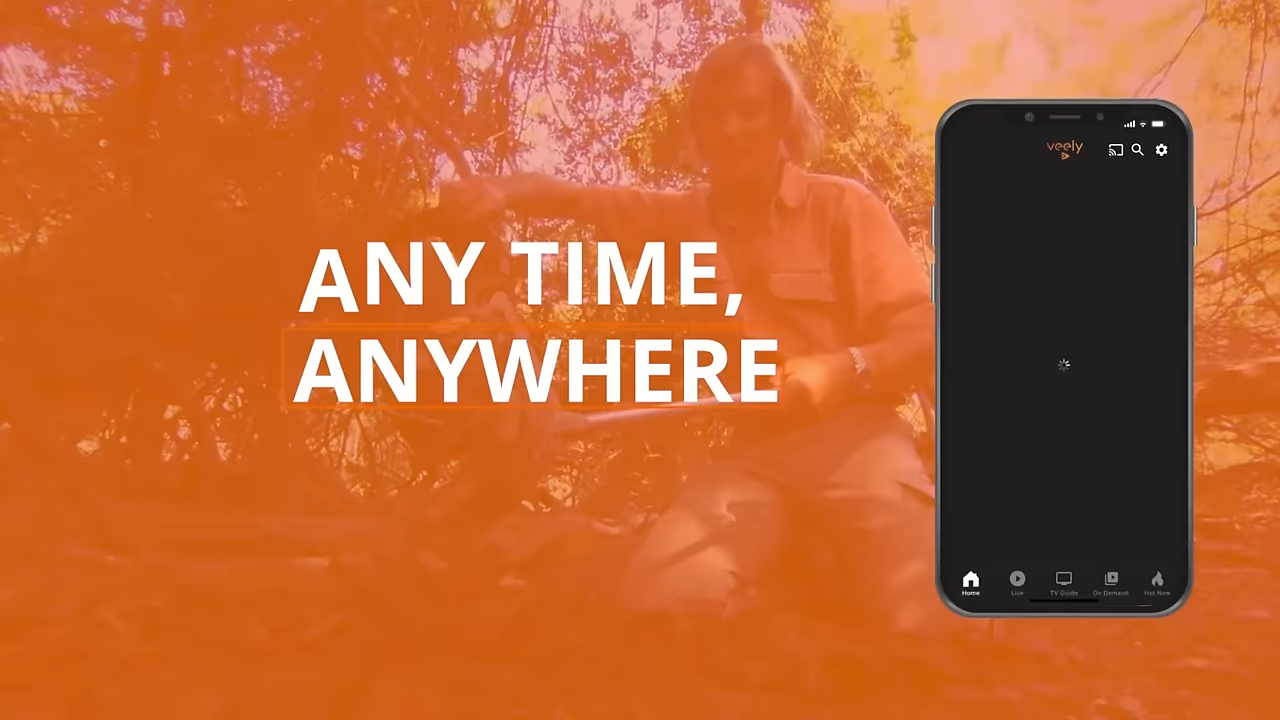 ANY TIME,
ANYWHERE
veely
Home
Live
TV Guide
On Demand
Hot Now